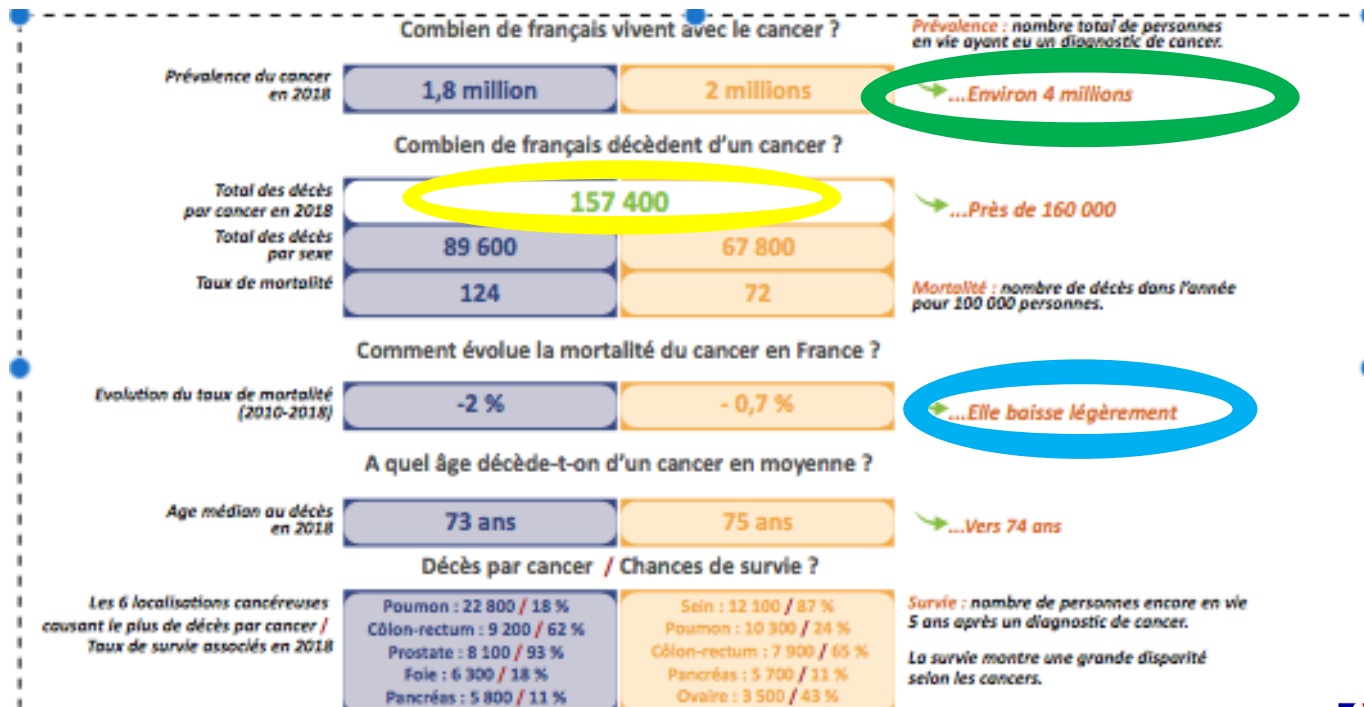 Combien de français vivent avec le cancer ?
Prévalence : nombre total de personnes
en vie ayant eu un diagnostic de cancer.
Prévalence du cancer
en 2018
1,8 million
2 millions
...Environ 4 millions
Combien de français décèdent d'un cancer ?
Total des décès
par cancer en 2018
157 400
...Près de 160 000
Total des décès
par sexe
89 600
67 800
Taux de mortalité
124
72
Mortalité : nombre de décès dans l'année
pour 100 000 personnes.
Comment évolue la mortalité du cancer en France ?
Evolution du taux de mortalité
(2010-2018)
-2 %
- 0,7 %
...Elle baisse légèrement
A quel âge décède-t-on d'un cancer en moyenne ?
Age médian au décès
en 2018
73 ans
75 ans
...Vers 74 ans
Décès par cancer / Chances de survie ?
Les 6 localisations cancéreuses
causant le plus de décès par cancer /
Taux de survie associés en 2018
Poumon : 22 800 / 18 %
Côlon-rectum : 9 200 / 62 %
Prostate : 8 100 / 93 %
Foie : 6 300 / 18 %
Pancréas : 5 800 / 11 %
Sein : 12 100 / 87 %
Poumon : 10 300 / 24 %
Côlon-rectum : 7 900 / 65 %
Pancréas : 5 700 / 11 %
Ovaire : 3 500 / 43 %
Survie : nombre de personnes encore en vie
5 ans après un diagnostic de cancer.
La survie montre une grande disparité
selon les cancers.